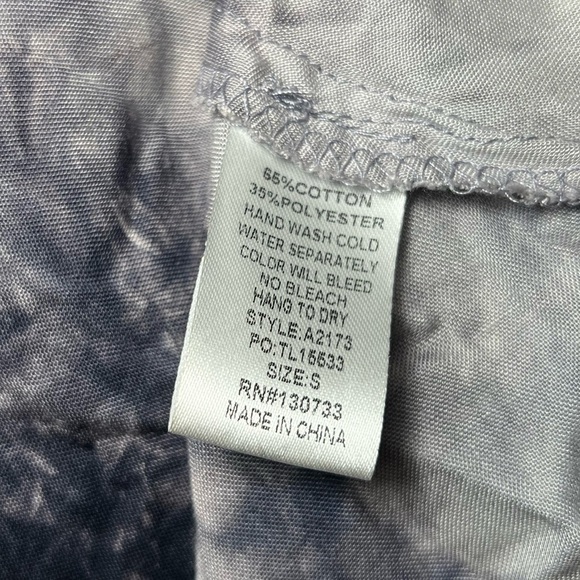 65%COTTON
35%POLYESTER
HAND WASH COLD
WATER SEPARATELY
COLOR WILL BLEED
NO BLEACH
HANG TO DRY
STYLE:A2173
PO:TL15533
SIZE:S
RN#130733
MADE IN CHINA